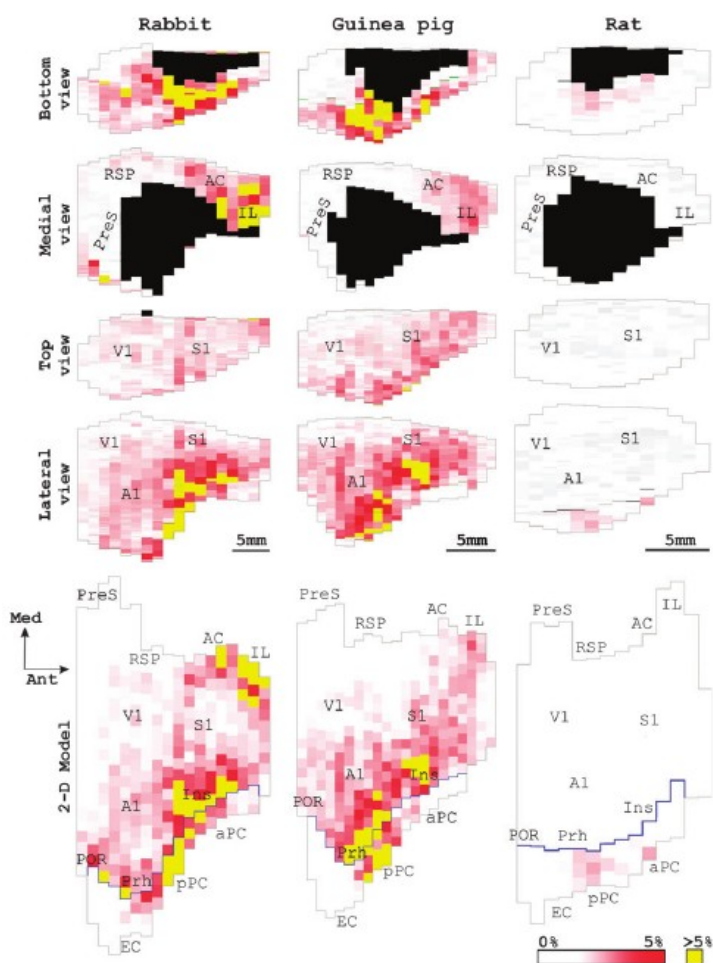 Rabbit Guinea pig Rat
Bottom view
Medial view
RSP AC IL PreS
RSP AC IL PreS
RSP AC IL PreS
Top view
V1 S1
V1 S1
V1 S1
Lateral view
V1 S1 A1
V1 S1 A1
V1 S1 A1
5mm 5mm 5mm
Med
Ant
2-D Model
PreS RSP AC IL V1 S1 A1 Ins POR Prh aPC pPC EC
PreS RSP AC IL V1 S1 A1 Ins POR Prh aPC pPC EC
PreS RSP AC IL V1 S1 A1 Ins POR Prh aPC pPC EC
0% 5% >5%